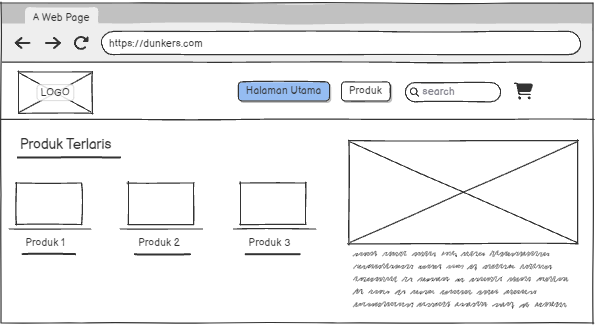 A Web Page
https://dunkers.com
LOGO
Halaman Utama
Produk
search
Produk Terlaris
Produk 1
Produk 2
Produk 3